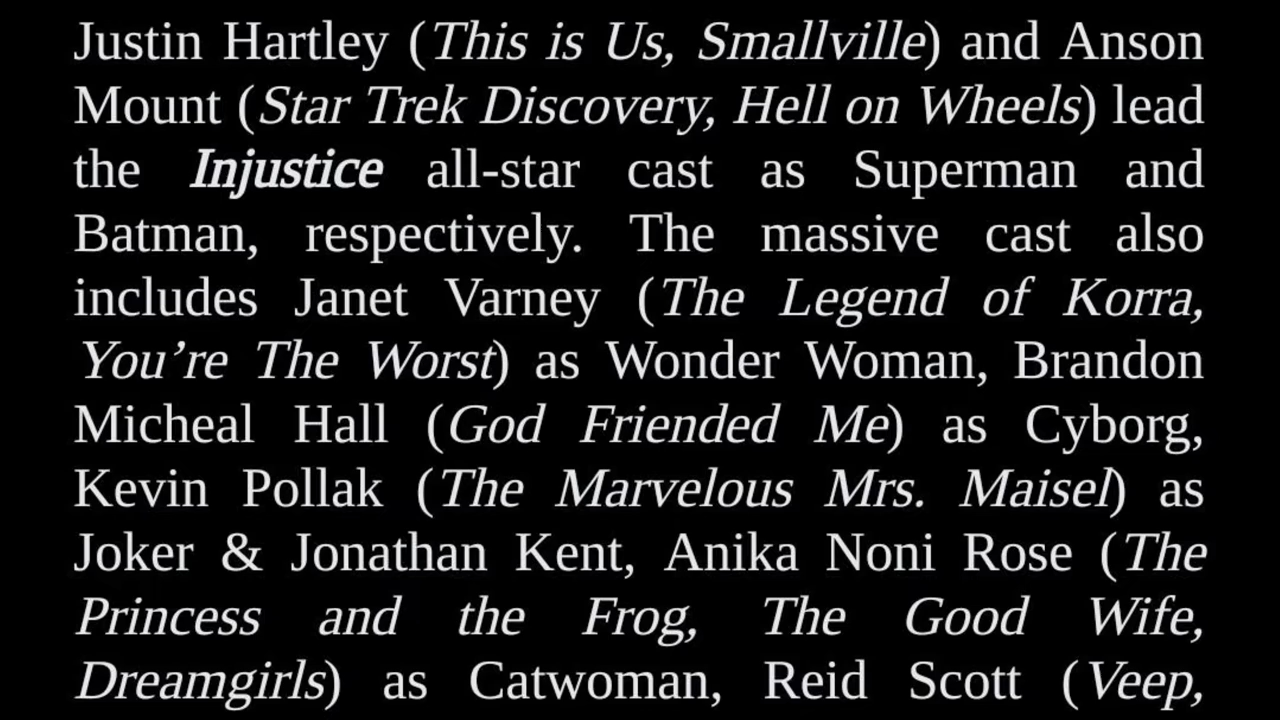 Justin Hartley (This is Us, Smallville) and Anson
Mount (Star Trek Discovery, Hell on Wheels) lead
the Injustice all-star cast as Superman and
Batman, respectively. The massive cast also
includes Janet Varney (The Legend of Korra,
You’re The Worst) as Wonder Woman, Brandon
Micheal Hall (God Friended Me) as Cyborg,
Kevin Pollak (The Marvelous Mrs. Maisel) as
Joker & Jonathan Kent, Anika Noni Rose (The
Princess and the Frog, The Good Wife,
Dreamgirls) as Catwoman, Reid Scott (Veep,